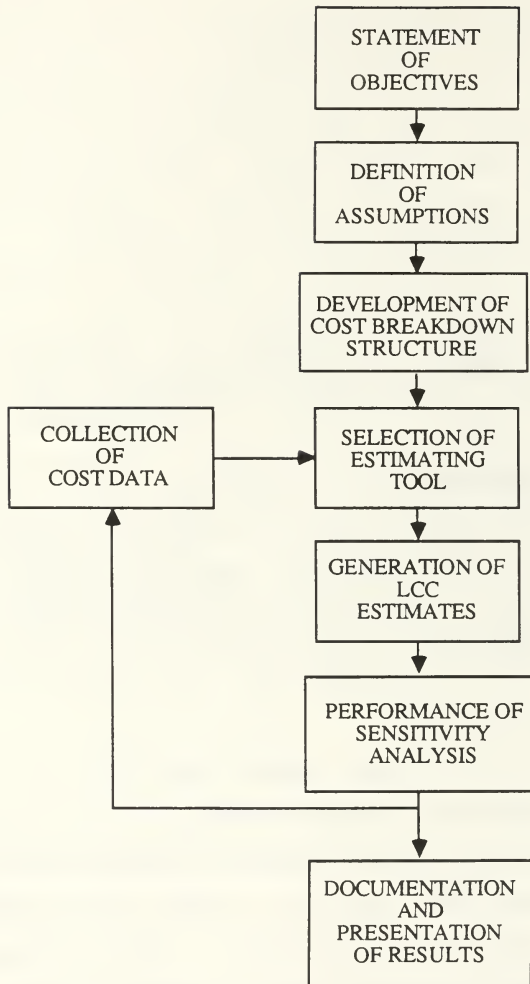 STATEMENT
OF
OBJECTIVES
DEFINITION
OF
ASSUMPTIONS
DEVELOPMENT OF
COST BREAKDOWN
STRUCTURE
COLLECTION
OF
COST DATA
SELECTION OF
ESTIMATING
TOOL
GENERATION OF
LCC
ESTIMATES
PERFORMANCE OF
SENSITIVITY
ANALYSIS
DOCUMENTATION
AND
PRESENTATION
OF RESULTS